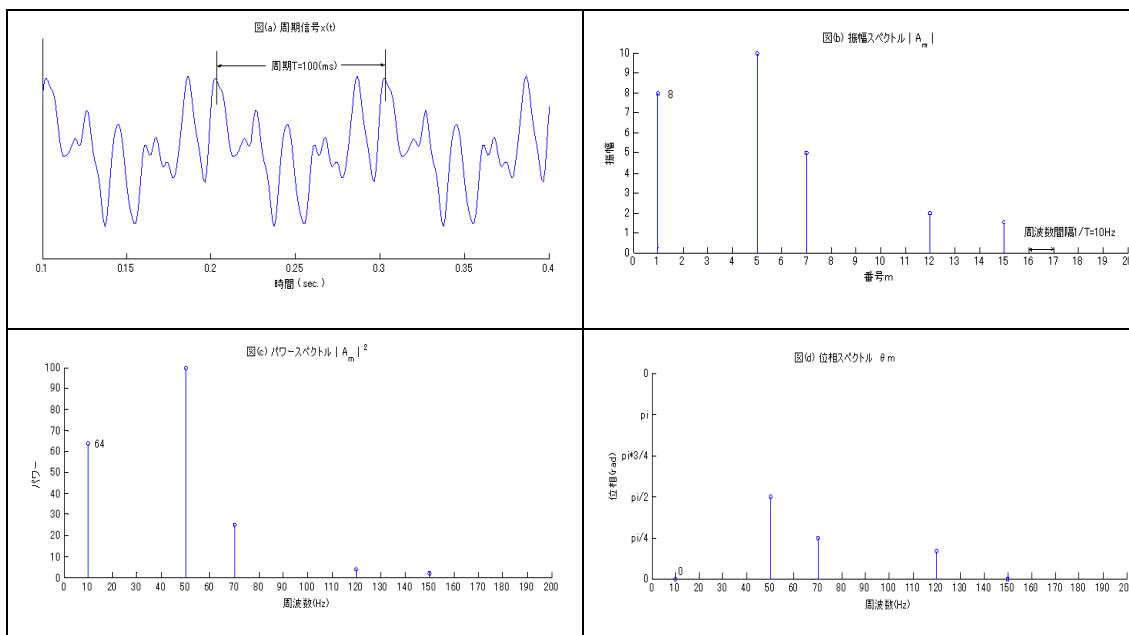 図(a) 周期信号x(t)
周期T=100(ms)
0.1 0.15 0.2 0.25 0.3 0.35 0.4
時間 ( sec. )
図(b) 振幅スペクトル | A_m |
10
9
8
7
6
5
4
3
2
1
0
振幅
8
周波数間隔1/T=10Hz
0 1 2 3 4 5 6 7 8 9 10 11 12 13 14 15 16 17 18 19 20
番号m
図(c) パワースペクトル | A_m | ^2
100
90
80
70
60
50
40
30
20
10
0
パワー
64
0 10 20 30 40 50 60 70 80 90 100 110 120 130 140 150 160 170 180 190 200
周波数(Hz)
図(d) 位相スペクトル θm
0
pi
pi*3/4
pi/2
pi/4
0
位相(rad)
0
0 10 20 30 40 50 60 70 80 90 100 110 120 130 140 150 160 170 180 190 200
周波数(Hz)